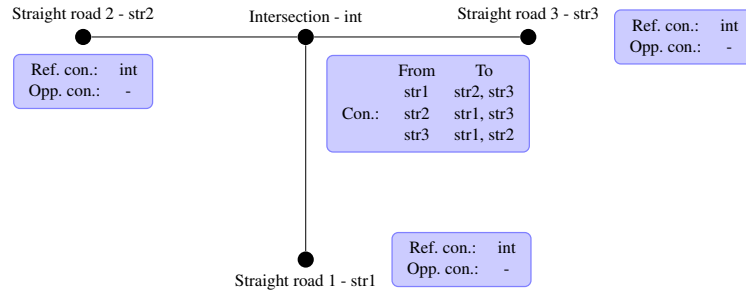 Straight road 2 - str2
Intersection - int
Straight road 3 - str3
Ref. con.: int
Opp. con.: -
Ref. con.: int
Opp. con.: -
From To
str1 str2, str3
Con.: str2 str1, str3
str3 str1, str2
Ref. con.: int
Opp. con.: -
Straight road 1 - str1